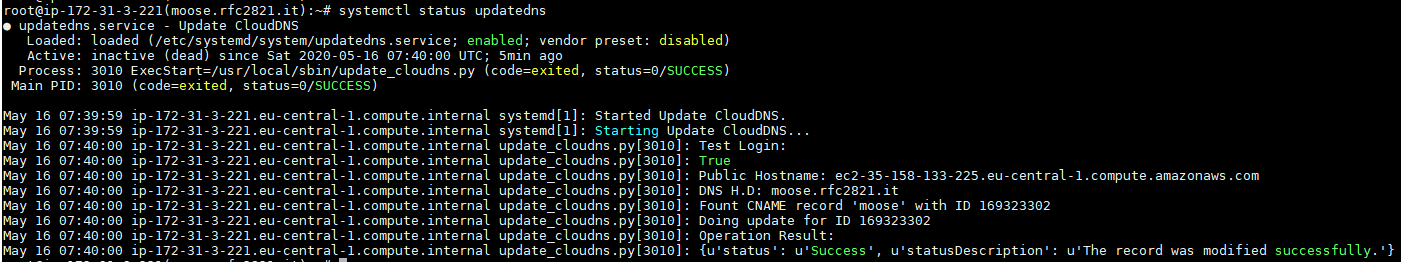 root@ip-172-31-3-221(moose.rfc2821.it):~# systemctl status updatedns
● updatedns.service - Update CloudDNS
Loaded: loaded (/etc/systemd/system/updatedns.service; enabled; vendor preset: disabled)
Active: inactive (dead) since Sat 2020-05-16 07:40:00 UTC; 5min ago
Process: 3010 ExecStart=/usr/local/sbin/update_cloudns.py (code=exited, status=0/SUCCESS)
Main PID: 3010 (code=exited, status=0/SUCCESS)
May 16 07:39:59 ip-172-31-3-221.eu-central-1.compute.internal systemd[1]: Started Update CloudDNS.
May 16 07:39:59 ip-172-31-3-221.eu-central-1.compute.internal systemd[1]: Starting Update CloudDNS...
May 16 07:40:00 ip-172-31-3-221.eu-central-1.compute.internal update_cloudns.py[3010]: Test Login:
May 16 07:40:00 ip-172-31-3-221.eu-central-1.compute.internal update_cloudns.py[3010]: True
May 16 07:40:00 ip-172-31-3-221.eu-central-1.compute.internal update_cloudns.py[3010]: Public Hostname: ec2-35-158-133-225.eu-central-1.compute.amazonaws.com
May 16 07:40:00 ip-172-31-3-221.eu-central-1.compute.internal update_cloudns.py[3010]: DNS H.D: moose.rfc2821.it
May 16 07:40:00 ip-172-31-3-221.eu-central-1.compute.internal update_cloudns.py[3010]: Fount CNAME record 'moose' with ID 169323302
May 16 07:40:00 ip-172-31-3-221.eu-central-1.compute.internal update_cloudns.py[3010]: Doing update for ID 169323302
May 16 07:40:00 ip-172-31-3-221.eu-central-1.compute.internal update_cloudns.py[3010]: Operation Result:
May 16 07:40:00 ip-172-31-3-221.eu-central-1.compute.internal update_cloudns.py[3010]: {u'status': u'Success', u'statusDescription': u'The record was modified successfully.'}